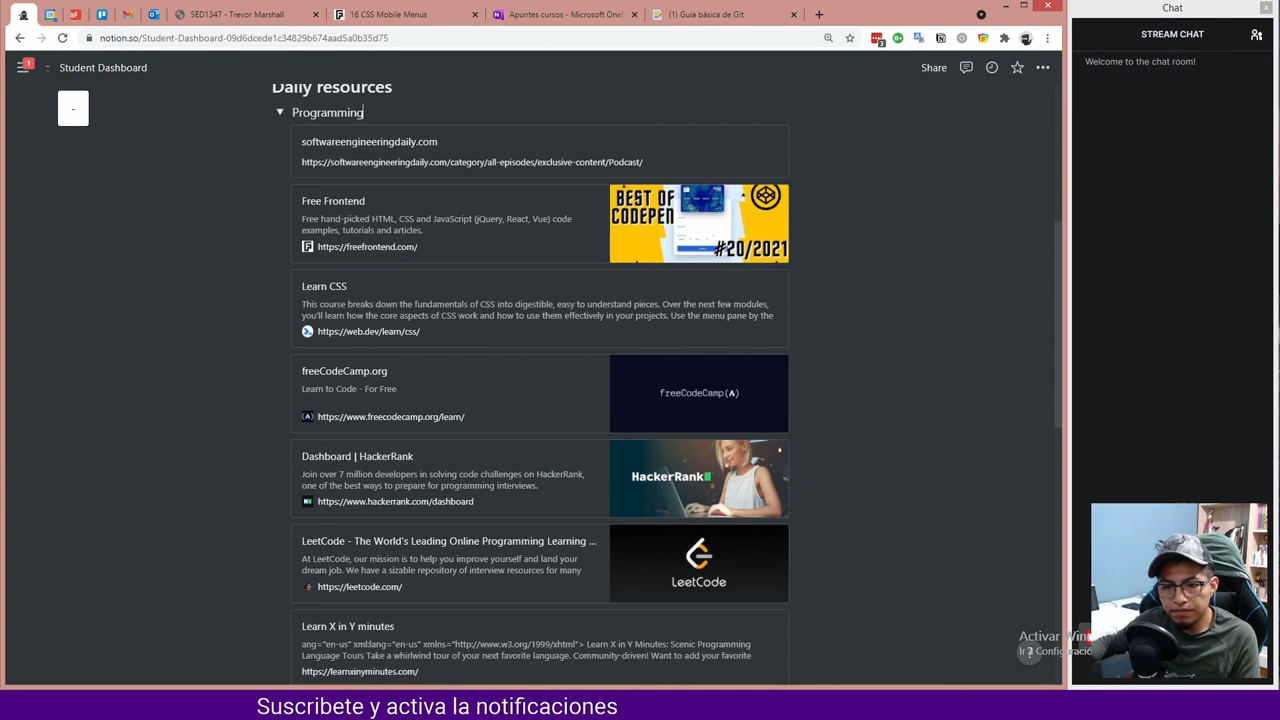 SED1347 - Trevor Marshall
16 CSS Mobile Menus
Apuntes cursos - Microsoft OneN
(1) Guía básica de Git
notion.so/Student-Dashboard-09d6dcede1c34829b674aad5a0b35d75
Student Dashboard
Share
Daily resources
Programming
softwareengineeringdaily.com
https://softwareengineeringdaily.com/category/all-episodes/exclusive-content/Podcast/
Free Frontend
Free hand-picked HTML, CSS and JavaScript (jQuery, React, Vue) code
examples, tutorials and articles.
https://freefrontend.com/
BEST OF
CODEPEN
#20/2021
Learn CSS
This course breaks down the fundamentals of CSS into digestible, easy to understand pieces. Over the next few modules,
you'll learn how the core aspects of CSS work and how to use them effectively in your projects. Use the menu pane by the
https://web.dev/learn/css/
freeCodeCamp.org
Learn to Code - For Free
https://www.freecodecamp.org/learn/
freeCodeCamp(🔥)
Dashboard | HackerRank
Join over 7 million developers in solving code challenges on HackerRank,
one of the best ways to prepare for programming interviews.
https://www.hackerrank.com/dashboard
HackerRank
LeetCode - The World's Leading Online Programming Learning ...
At LeetCode, our mission is to help you improve yourself and land your
dream job. We have a sizable repository of interview resources for many
https://leetcode.com/
LeetCode
Learn X in Y minutes
ang="en-us" xmldang="en-us" xmlns="http://www.w3.org/1999/xhtml"> Learn X in Y Minutes: Scenic Programming
Language Tours Take a whirlwind tour of your next favorite language. Community-driven! Want to add your favorite
https://learnxinyminutes.com/
Chat
STREAM CHAT
Welcome to the chat room!
Activar Win
Ir Configuració
Suscribete y activa la notificaciones